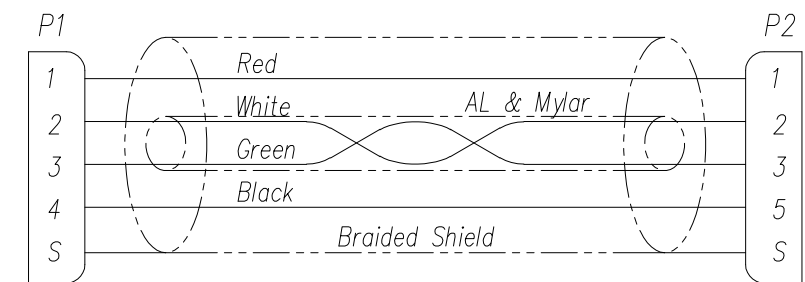 P1 P2
1 Red 1
2 White AL & Mylar 2
3 Green 3
4 Black 5
S Braided Shield S